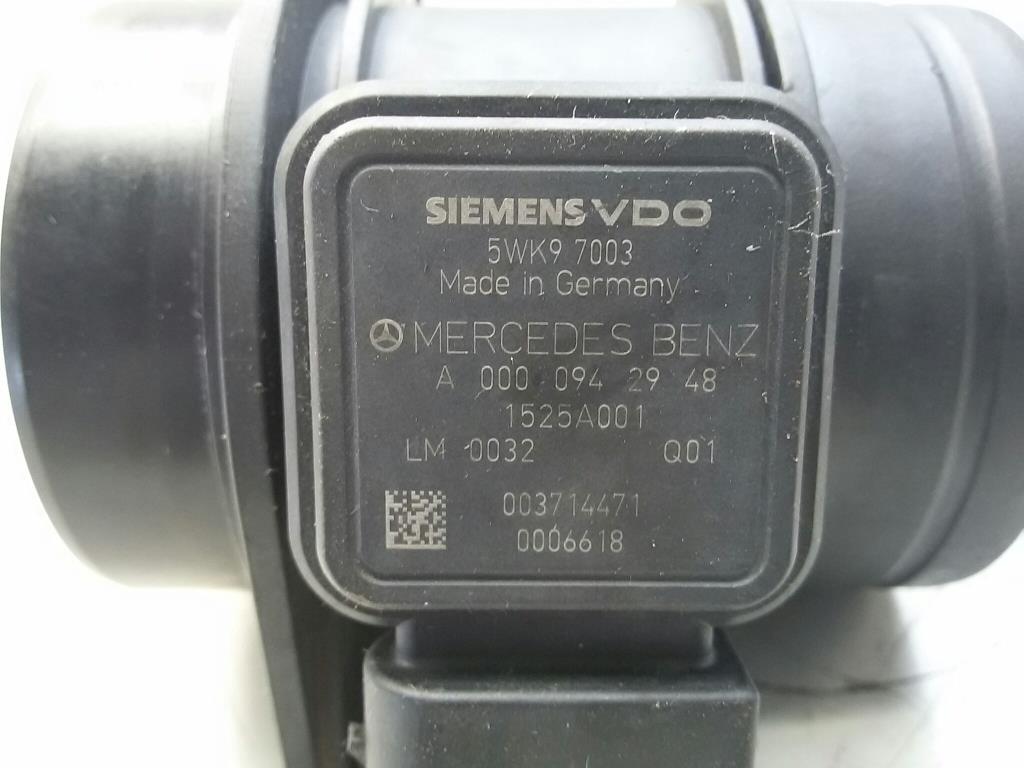 SIEMENS VDO
5WK9 7003
Made in Germany
MERCEDES BENZ
A 000 094 29 48
1525A001
LM 0032 Q01
003714471
0006618